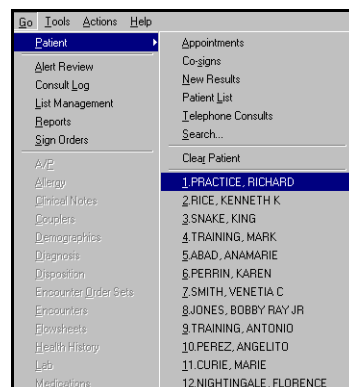 Go Tools Actions Help
Patient
Alert Review
Consult Log
List Management
Reports
Sign Orders
A/P
Allergy
Clinical Notes
Couplers
Demographics
Diagnosis
Disposition
Encounter Order Sets
Encounters
Flowsheets
Health History
Lab
Medications
Appointments
Co-signs
New Results
Patient List
Telephone Consults
Search...
Clear Patient
1.PRACTICE, RICHARD
2.RICE, KENNETH K
3.SNAKE, KING
4.TRAINING, MARK
5.ABAD, ANAMARIE
6.PERRIN, KAREN
7.SMITH, VENETIA C
8.JONES, BOBBY RAY JR
9.TRAINING, ANTONIO
10.PEREZ, ANGELITO
11.CURIE, MARIE
12.NIGHTINGALE, FLORENCE